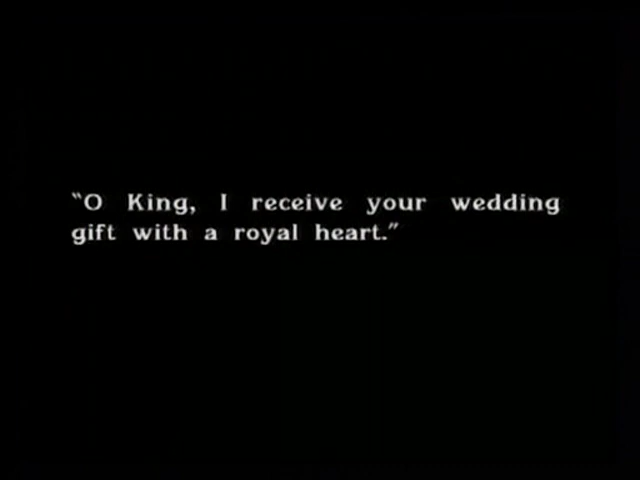 “O King, I receive your wedding
gift with a royal heart.”